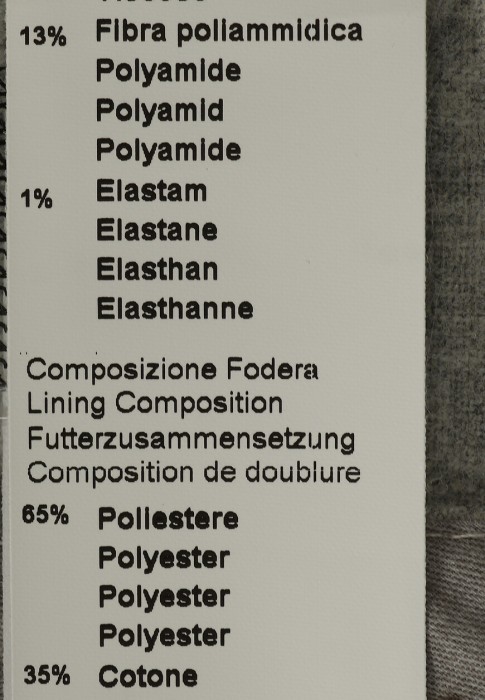 13% Fibra poliammidica
Polyamide
Polyamid
Polyamide
1% Elastam
Elastane
Elasthan
Elasthanne
Composizione Fodera
Lining Composition
Futterzusammensetzung
Composition de doublure
65% Poliestere
Polyester
Polyester
Polyester
35% Cotone